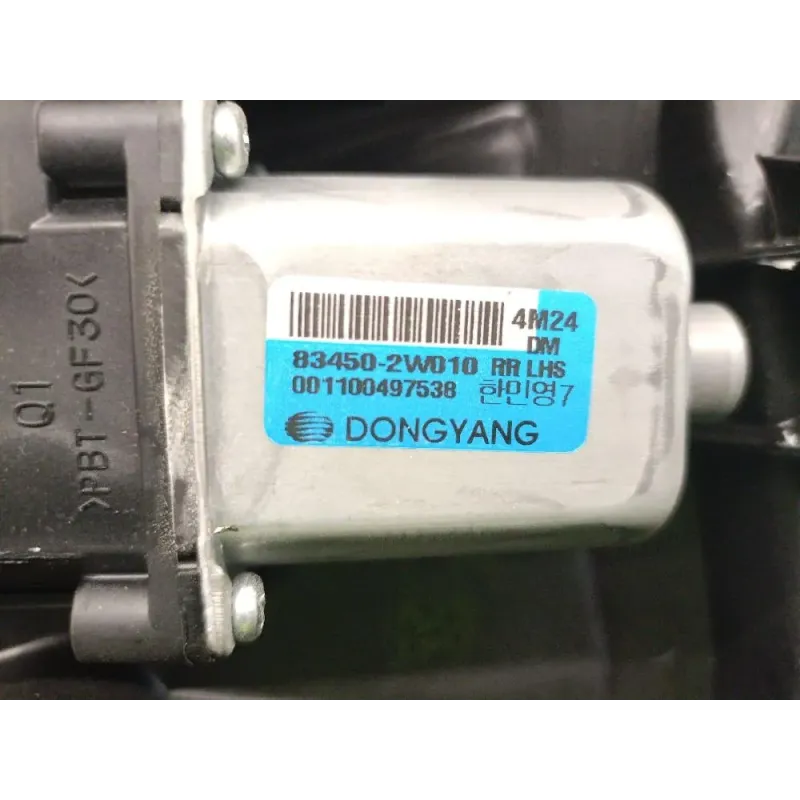 Q1
>PBT-GF30<
4M24
DM
83450-2W010 RR LHS
001100497538 한민영7
DONGYANG